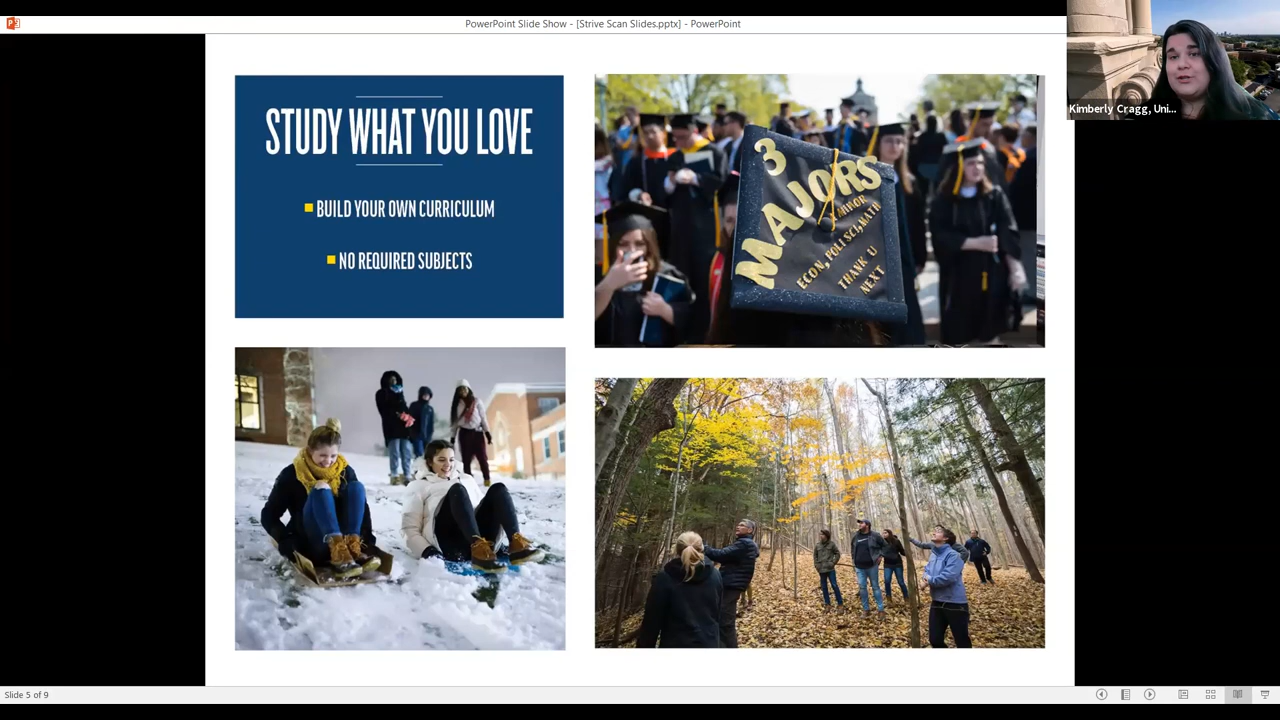 PowerPoint Slide Show - [Strive Scan Slides.pptx] - PowerPoint
Kimberly Cragg, Uni...
STUDY WHAT YOU LOVE
BUILD YOUR OWN CURRICULUM
NO REQUIRED SUBJECTS
3
MAJORS
MINOR
ECON, POLI SCI, MATH
THANK U
NEXT
Slide 5 of 9